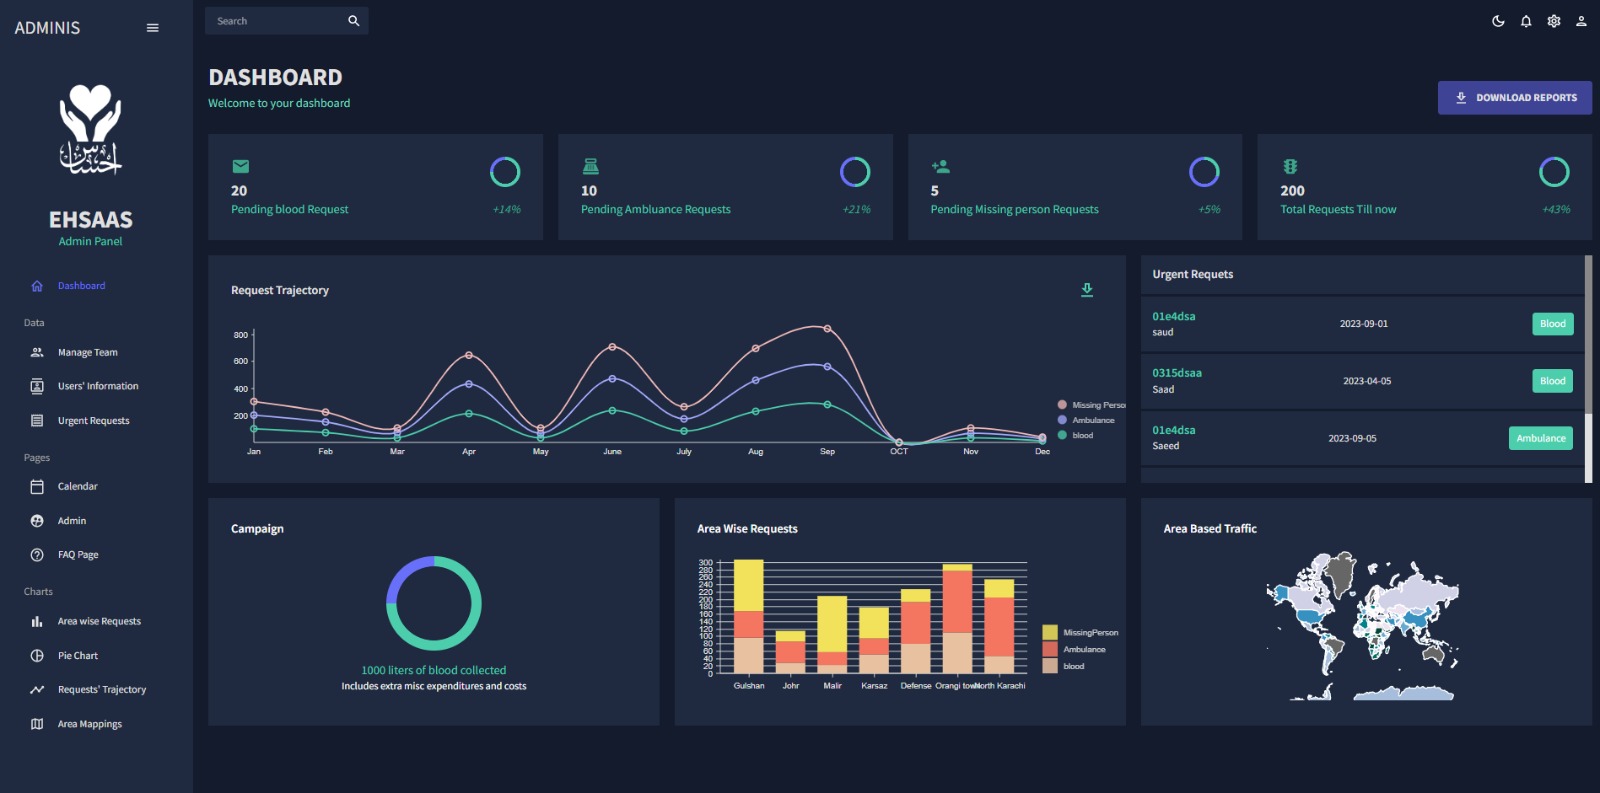 ADMINIS
Search
احساس
EHSAAS
Admin Panel
Dashboard
Data
Manage Team
Users' Information
Urgent Requests
Pages
Calendar
Admin
FAQ Page
Charts
Area wise Requests
Pie Chart
Requests' Trajectory
Area Mappings
DASHBOARD
Welcome to your dashboard
DOWNLOAD REPORTS
20
Pending blood Request
+14%
10
Pending Ambluance Requests
+21%
5
Pending Missing person Requests
+5%
200
Total Requests Till now
+43%
Request Trajectory
800
600
400
200
Jan Feb Mar Apr May June July Aug Sep OCT Nov Dec
Missing Perso
Ambulance
blood
Urgent Requets
01e4dsa
saud
2023-09-01
Blood
0315dsaa
Saad
2023-04-05
Blood
01e4dsa
Saeed
2023-09-05
Ambulance
Campaign
1000 liters of blood collected
Includes extra misc expenditures and costs
Area Wise Requests
300
280
260
240
220
200
180
160
140
120
100
80
60
40
20
0
Gulshan Johr Malir Karsaz Defense Orangi town North Karachi
MissingPerson
Ambulance
blood
Area Based Traffic